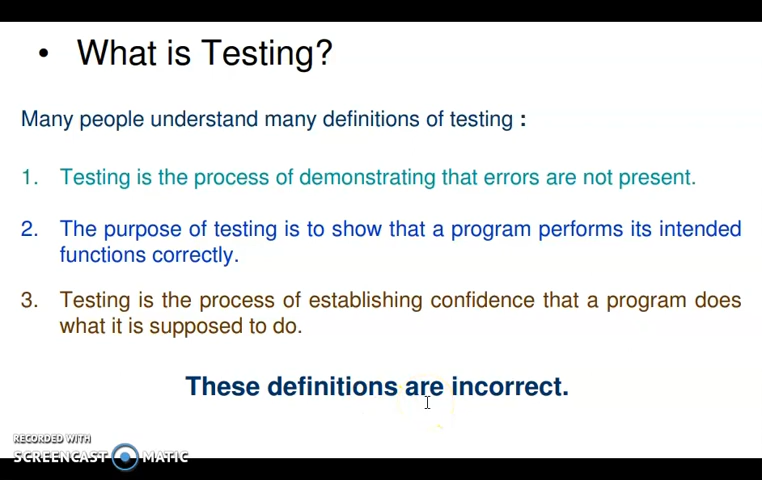 • What is Testing?
Many people understand many definitions of testing :
1. Testing is the process of demonstrating that errors are not present.
2. The purpose of testing is to show that a program performs its intended
functions correctly.
3. Testing is the process of establishing confidence that a program does
what it is supposed to do.
These definitions are incorrect.
RECORDED WITH
SCREENCAST MATIC